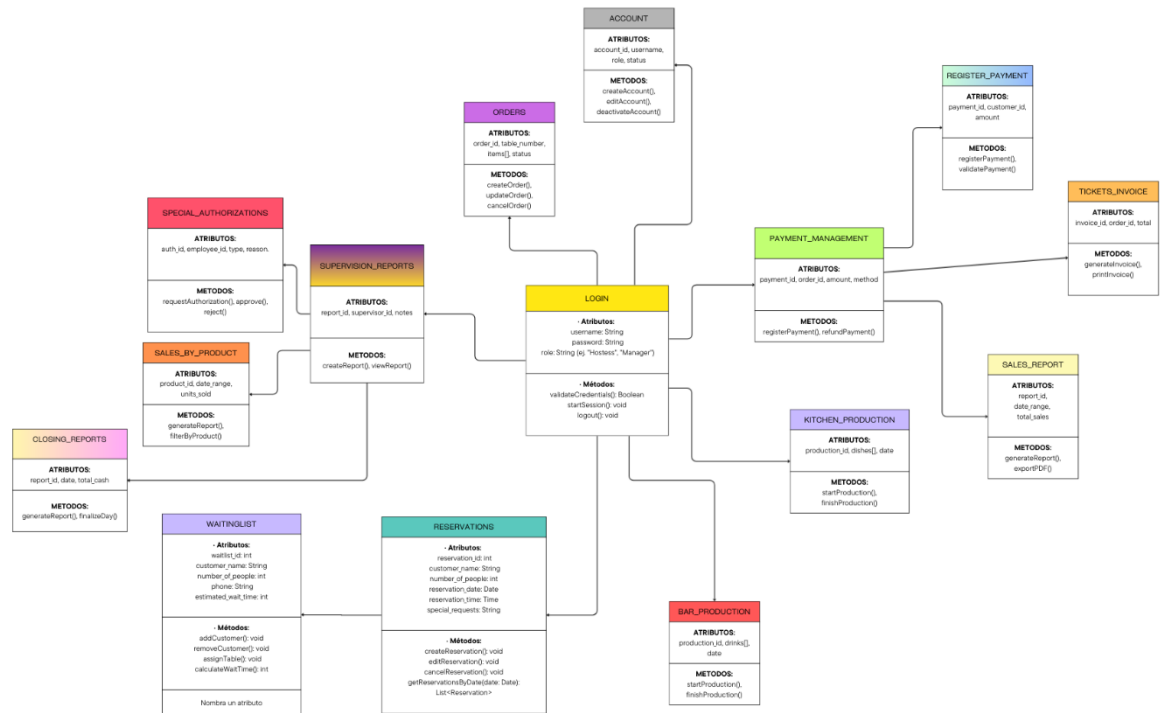 ACCOUNT
ATRIBUTOS:
account_id, username,
role, status
METODOS:
createAccount(),
editAccount(),
deactivateAccount()
REGISTER_PAYMENT
ATRIBUTOS:
payment_id, customer_id,
amount
METODOS:
registerPayment(),
validatePayment()
ORDERS
ATRIBUTOS:
order_id, table_number,
items[], status
METODOS:
createOrder(),
updateOrder(),
cancelOrder()
TICKETS_INVOICE
ATRIBUTOS:
invoice_id, order_id, total
METODOS:
generateInvoice(),
printInvoice()
SPECIAL_AUTHORIZATIONS
ATRIBUTOS:
auth_id, employee_id, type, reason.
METODOS:
requestAuthorization(), approve(),
reject()
PAYMENT_MANAGEMENT
ATRIBUTOS:
payment_id, order_id, amount, method
METODOS:
registerPayment(), refundPayment()
SUPERVISION_REPORTS
ATRIBUTOS:
report_id, supervisor_id, notes
METODOS:
createReport(), viewReport()
LOGIN
· Atributos:
username: String
password: String
role: String (ej. "Hostess", "Manager")
· Métodos:
validateCredentials(): Boolean
startSession(): void
logout(): void
SALES_BY_PRODUCT
ATRIBUTOS:
product_id, date_range,
units_sold
METODOS:
generateReport(),
filterByProduct()
SALES_REPORT
ATRIBUTOS:
report_id,
date_range,
total_sales
METODOS:
generateReport(),
exportPDF()
KITCHEN_PRODUCTION
ATRIBUTOS:
production_id, dishes[], date
METODOS:
startProduction(),
finishProduction()
CLOSING_REPORTS
ATRIBUTOS:
report_id, date, total_cash
METODOS:
generateReport(), finalizeDay()
WAITINGLIST
· Atributos:
waitlist_id: int
customer_name: String
number_of_people: int
phone: String
estimated_wait_time: int
· Métodos:
addCustomer(): void
removeCustomer(): void
assignTable(): void
calculateWaitTime(): int
Nombra un atributo
RESERVATIONS
· Atributos:
reservation_id: int
customer_name: String
number_of_people: int
reservation_date: Date
reservation_time: Time
special_requests: String
· Métodos:
createReservation(): void
editReservation(): void
cancelReservation(): void
getReservationsByDate(date: Date):
List<Reservation>
BAR_PRODUCTION
ATRIBUTOS:
production_id, drinks[],
date
METODOS:
startProduction(),
finishProduction()